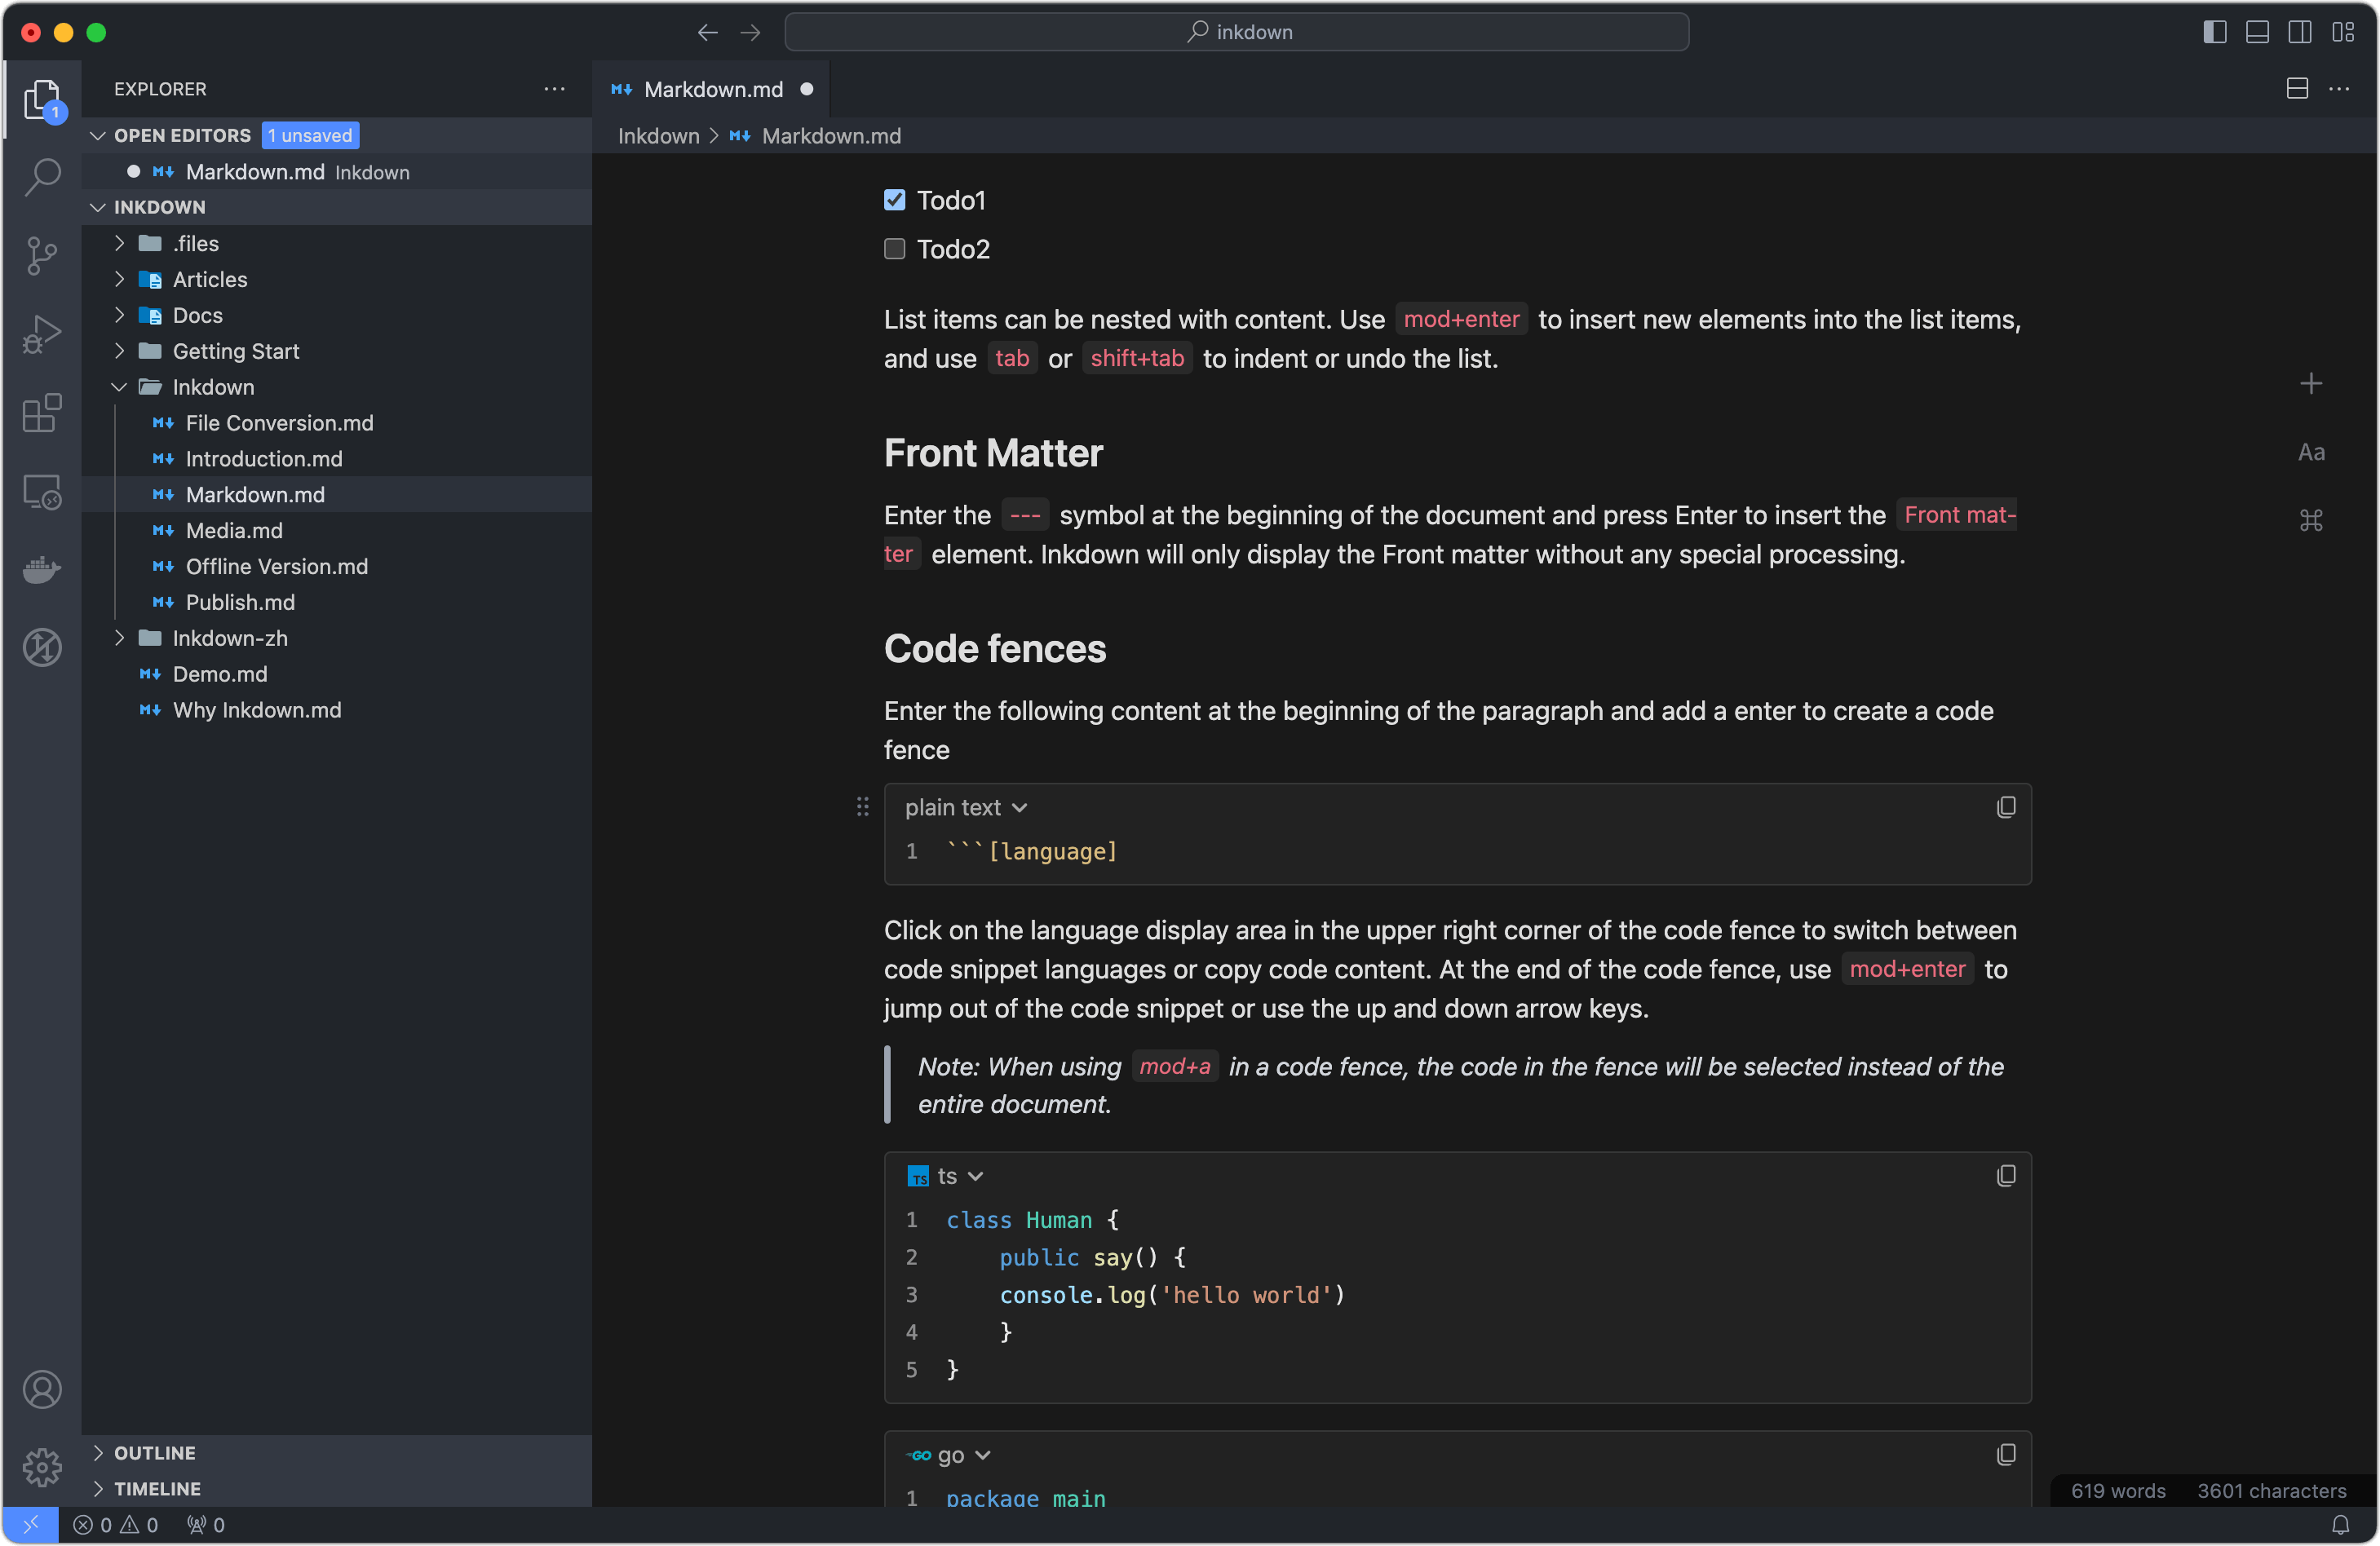 inkdown
EXPLORER
1
OPEN EDITORS 1 unsaved
Markdown.md Inkdown
INKDOWN
.files
Articles
Docs
Getting Start
Inkdown
File Conversion.md
Introduction.md
Markdown.md
Media.md
Offline Version.md
Publish.md
Inkdown-zh
Demo.md
Why Inkdown.md
OUTLINE
TIMELINE
Markdown.md
Inkdown > Markdown.md
Todo1
Todo2
List items can be nested with content. Use mod+enter to insert new elements into the list items,
and use tab or shift+tab to indent or undo the list.
Front Matter
Enter the --- symbol at the beginning of the document and press Enter to insert the Front mat-
ter element. Inkdown will only display the Front matter without any special processing.
Code fences
Enter the following content at the beginning of the paragraph and add a enter to create a code
fence
plain text
1 ```[language]
Click on the language display area in the upper right corner of the code fence to switch between
code snippet languages or copy code content. At the end of the code fence, use mod+enter to
jump out of the code snippet or use the up and down arrow keys.
Note: When using mod+a in a code fence, the code in the fence will be selected instead of the
entire document.
TS ts
1 class Human {
2     public say() {
3     console.log('hello world')
4     }
5 }
GO go
1 package main
Aa
619 words 3601 characters
0 0 0